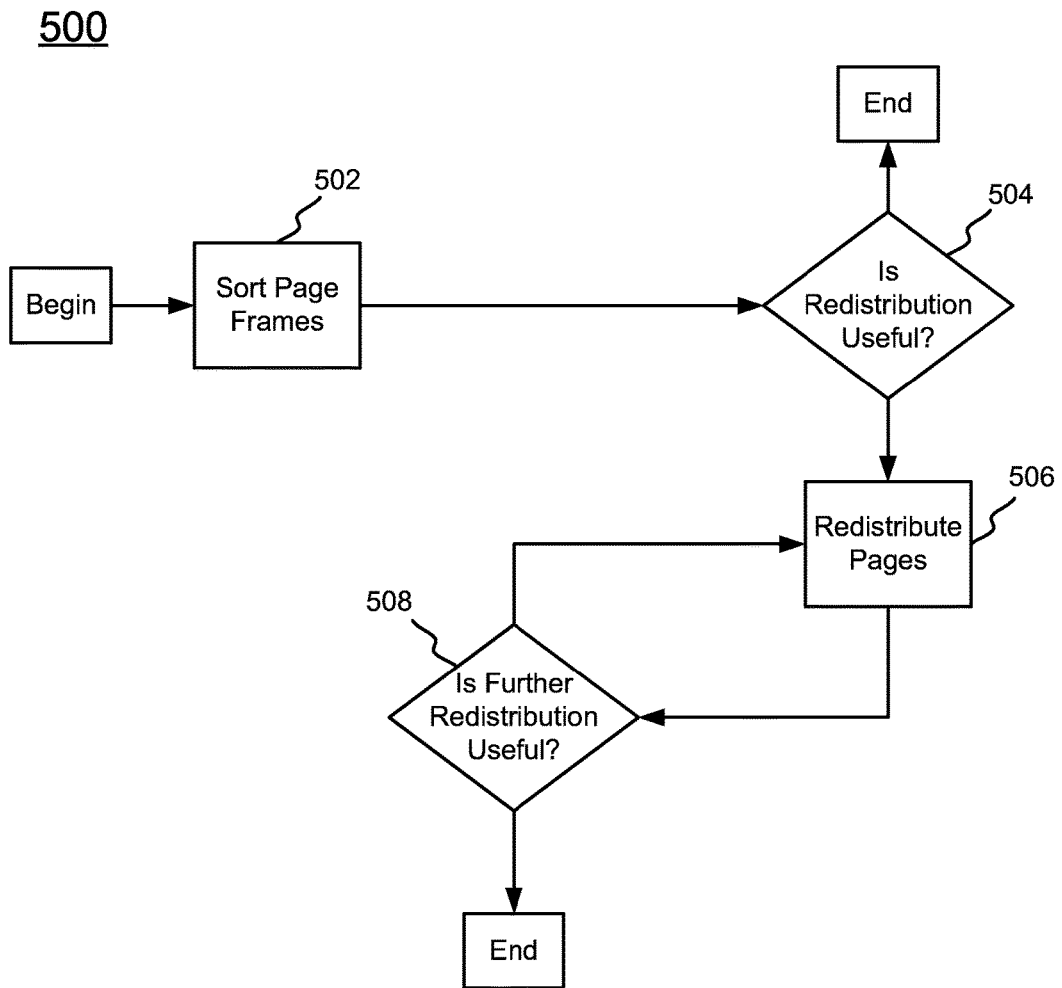 500
End
502
504
Begin
Sort Page
Frames
Is
Redistribution
Useful?
506
Redistribute
Pages
508
Is Further
Redistribution
Useful?
End